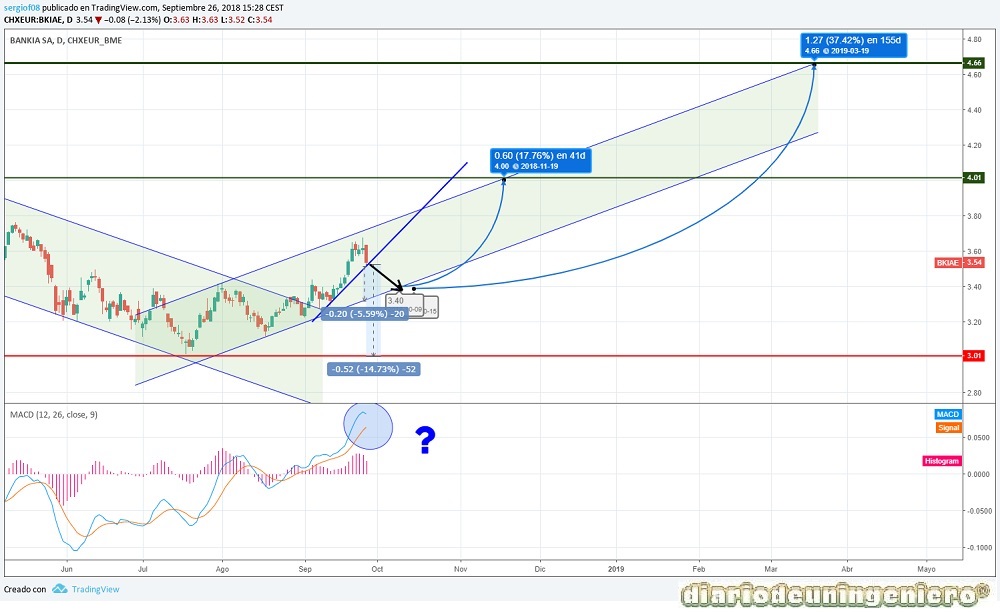 sergiof08 publicado en TradingView.com, Septiembre 26, 2018 15:28 CEST
CHXEUR:BKIAE, D 3.54 ▼ −0.08 (−2.13%) O:3.63 H:3.63 L:3.52 C:3.54
BANKIA SA, D, CHXEUR_BME
1.27 (37.42%) en 155d
4.66 2019-03-19
0.60 (17.76%) en 41d
4.00 2018-11-19
3.40
-0.20 (-5.59%) -20
-0.52 (-14.73%) -52
4.80
4.66
4.60
4.40
4.20
4.01
3.80
3.60
BKIAE 3.54
3.40
3.20
3.01
2.80
MACD (12, 26, close, 9)
?
MACD
Signal
0.0500
Histogram
0.0000
-0.0500
-0.1000
Jun Jul Ago Sep Oct Nov Dic 2019 Feb Mar Abr Mayo
Creado con TradingView
diariodeuningeniero